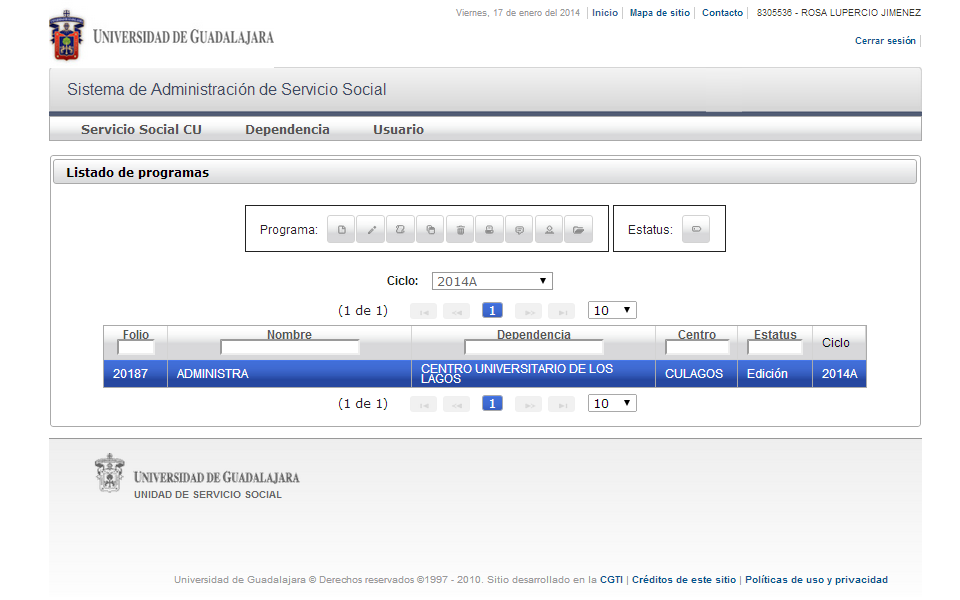 Viernes, 17 de enero del 2014 | Inicio | Mapa de sitio | Contacto | 8305536 - ROSA LUPERCIO JIMENEZ
UNIVERSIDAD DE GUADALAJARA
Cerrar sesión |
Sistema de Administración de Servicio Social
Servicio Social CU Dependencia Usuario
Listado de programas
Programa: Estatus:
Ciclo: 2014A
(1 de 1) 1 10
Folio Nombre Dependencia Centro Estatus Ciclo
20187 ADMINISTRA CENTRO UNIVERSITARIO DE LOS LAGOS CULAGOS Edición 2014A
(1 de 1) 1 10
UNIVERSIDAD DE GUADALAJARA
UNIDAD DE SERVICIO SOCIAL
Universidad de Guadalajara © Derechos reservados ©1997 - 2010. Sitio desarrollado en la CGTI | Créditos de este sitio | Políticas de uso y privacidad